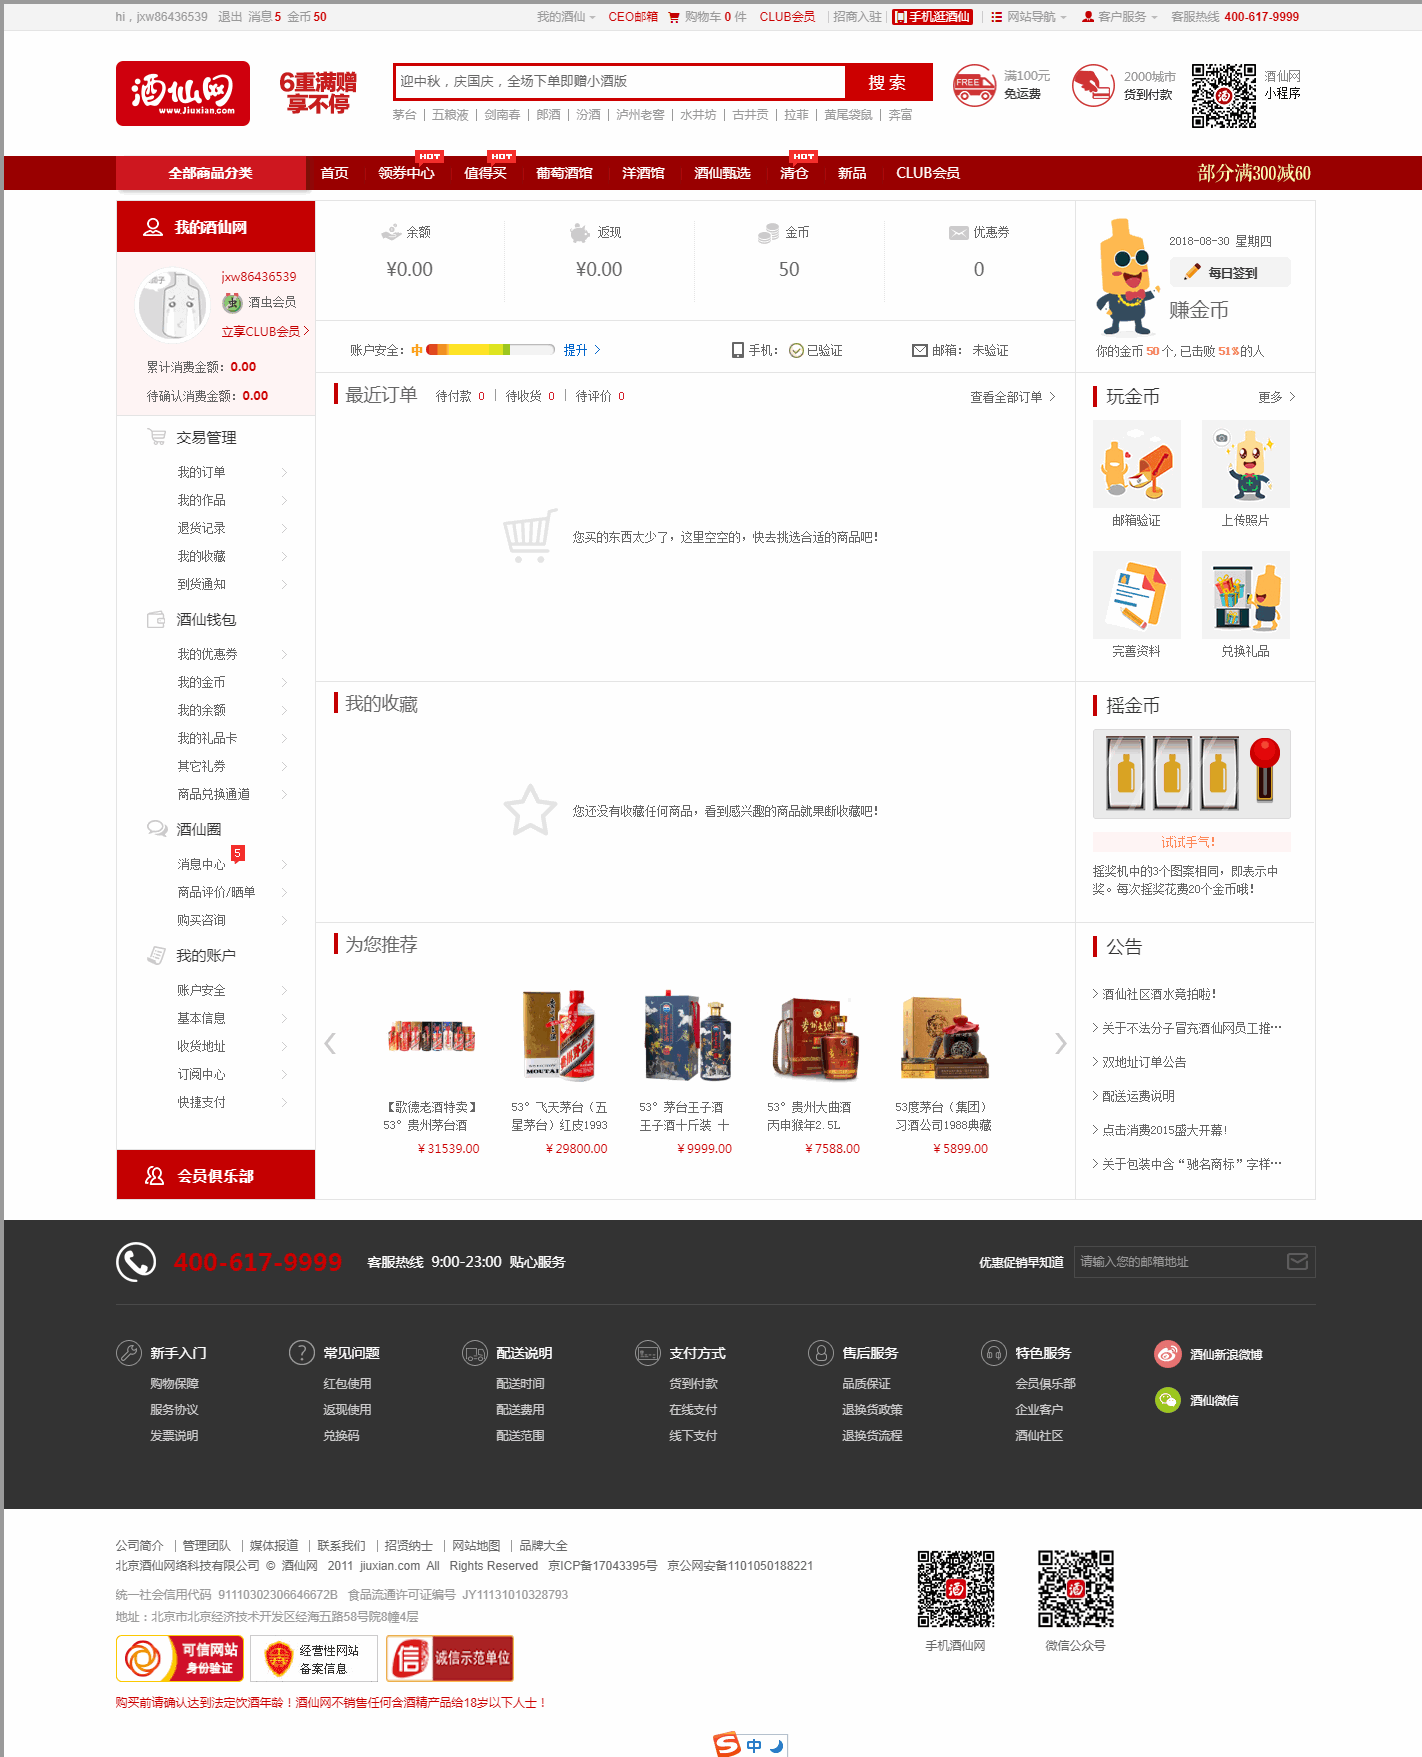 hi，jxw86436539 退出 消息 5 金币 50
我的酒仙 CEO邮箱 购物车 0 件 CLUB会员 招商入驻 手机逛酒仙 网站导航 客户服务 客服热线 400-617-9999
酒仙网
www.Jiuxian.com
6重满赠
享不停
迎中秋，庆国庆，全场下单即赠小酒版
搜 索
茅台 五粮液 剑南春 郎酒 汾酒 泸州老窖 水井坊 古井贡 拉菲 黄尾袋鼠 奔富
FREE
满100元
免运费
2000城市
货到付款
酒仙网
小程序
全部商品分类 首页 领券中心 HOT 值得买 HOT 葡萄酒馆 洋酒馆 酒仙甄选 清仓 HOT 新品 CLUB会员 部分满300减60
我的酒仙网
jxw86436539
酒虫会员
立享CLUB会员
累计消费金额：0.00
待确认消费金额：0.00
交易管理
我的订单
我的作品
退货记录
我的收藏
到货通知
酒仙钱包
我的优惠券
我的金币
我的余额
我的礼品卡
其它礼券
商品兑换通道
酒仙圈
消息中心 5
商品评价/晒单
购买咨询
我的账户
账户安全
基本信息
收货地址
订阅中心
快捷支付
会员俱乐部
余额 返现 金币 优惠券
¥0.00 ¥0.00 50 0
账户安全：中 提升 手机：已验证 邮箱： 未验证
最近订单 待付款 0 待收货 0 待评价 0 查看全部订单
您买的东西太少了，这里空空的，快去挑选合适的商品吧！
我的收藏
您还没有收藏任何商品，看到感兴趣的商品就果断收藏吧！
为您推荐
【歌德老酒特卖】
53° 贵州茅台酒
￥31539.00
MOUTAI
53° 飞天茅台（五
星茅台）红皮1993
￥29800.00
53° 茅台王子酒
王子酒十斤装 十
￥9999.00
53° 贵州大曲酒
丙申猴年2.5L
￥7588.00
53度茅台（集团）
习酒公司1988典藏
￥5899.00
2018-08-30 星期四
每日签到
赚金币
你的金币 50 个, 已击败 51% 的人
玩金币 更多
邮箱验证 上传照片
完善资料 兑换礼品
摇金币
试试手气！
摇奖机中的3个图案相同，即表示中
奖。每次摇奖花费20个金币哦！
公告
酒仙社区酒水竞拍啦！
关于不法分子冒充酒仙网员工推…
双地址订单公告
配送运费说明
点击消费2015盛大开幕！
关于包装中含“驰名商标”字样…
400-617-9999 客服热线 9:00-23:00 贴心服务 优惠促销早知道 请输入您的邮箱地址
新手入门 常见问题 配送说明 支付方式 售后服务 特色服务 酒仙新浪微博
购物保障 红包使用 配送时间 货到付款 品质保证 会员俱乐部
服务协议 返现使用 配送费用 在线支付 退换货政策 企业客户 酒仙微信
发票说明 兑换码 配送范围 线下支付 退换货流程 酒仙社区
公司简介 管理团队 媒体报道 联系我们 招贤纳士 网站地图 品牌大全
北京酒仙网络科技有限公司 © 酒仙网 2011 jiuxian.com All Rights Reserved 京ICP备17043395号 京公网安备1101050188221
统一社会信用代码 91110302306646672B 食品流通许可证编号 JY11131010328793
地址：北京市北京经济技术开发区经海五路58号院8幢4层
可信网站
身份验证
经营性网站
备案信息
信 诚信示范单位
手机酒仙网 微信公众号
购买前请确认达到法定饮酒年龄！酒仙网不销售任何含酒精产品给18岁以下人士！
S 中